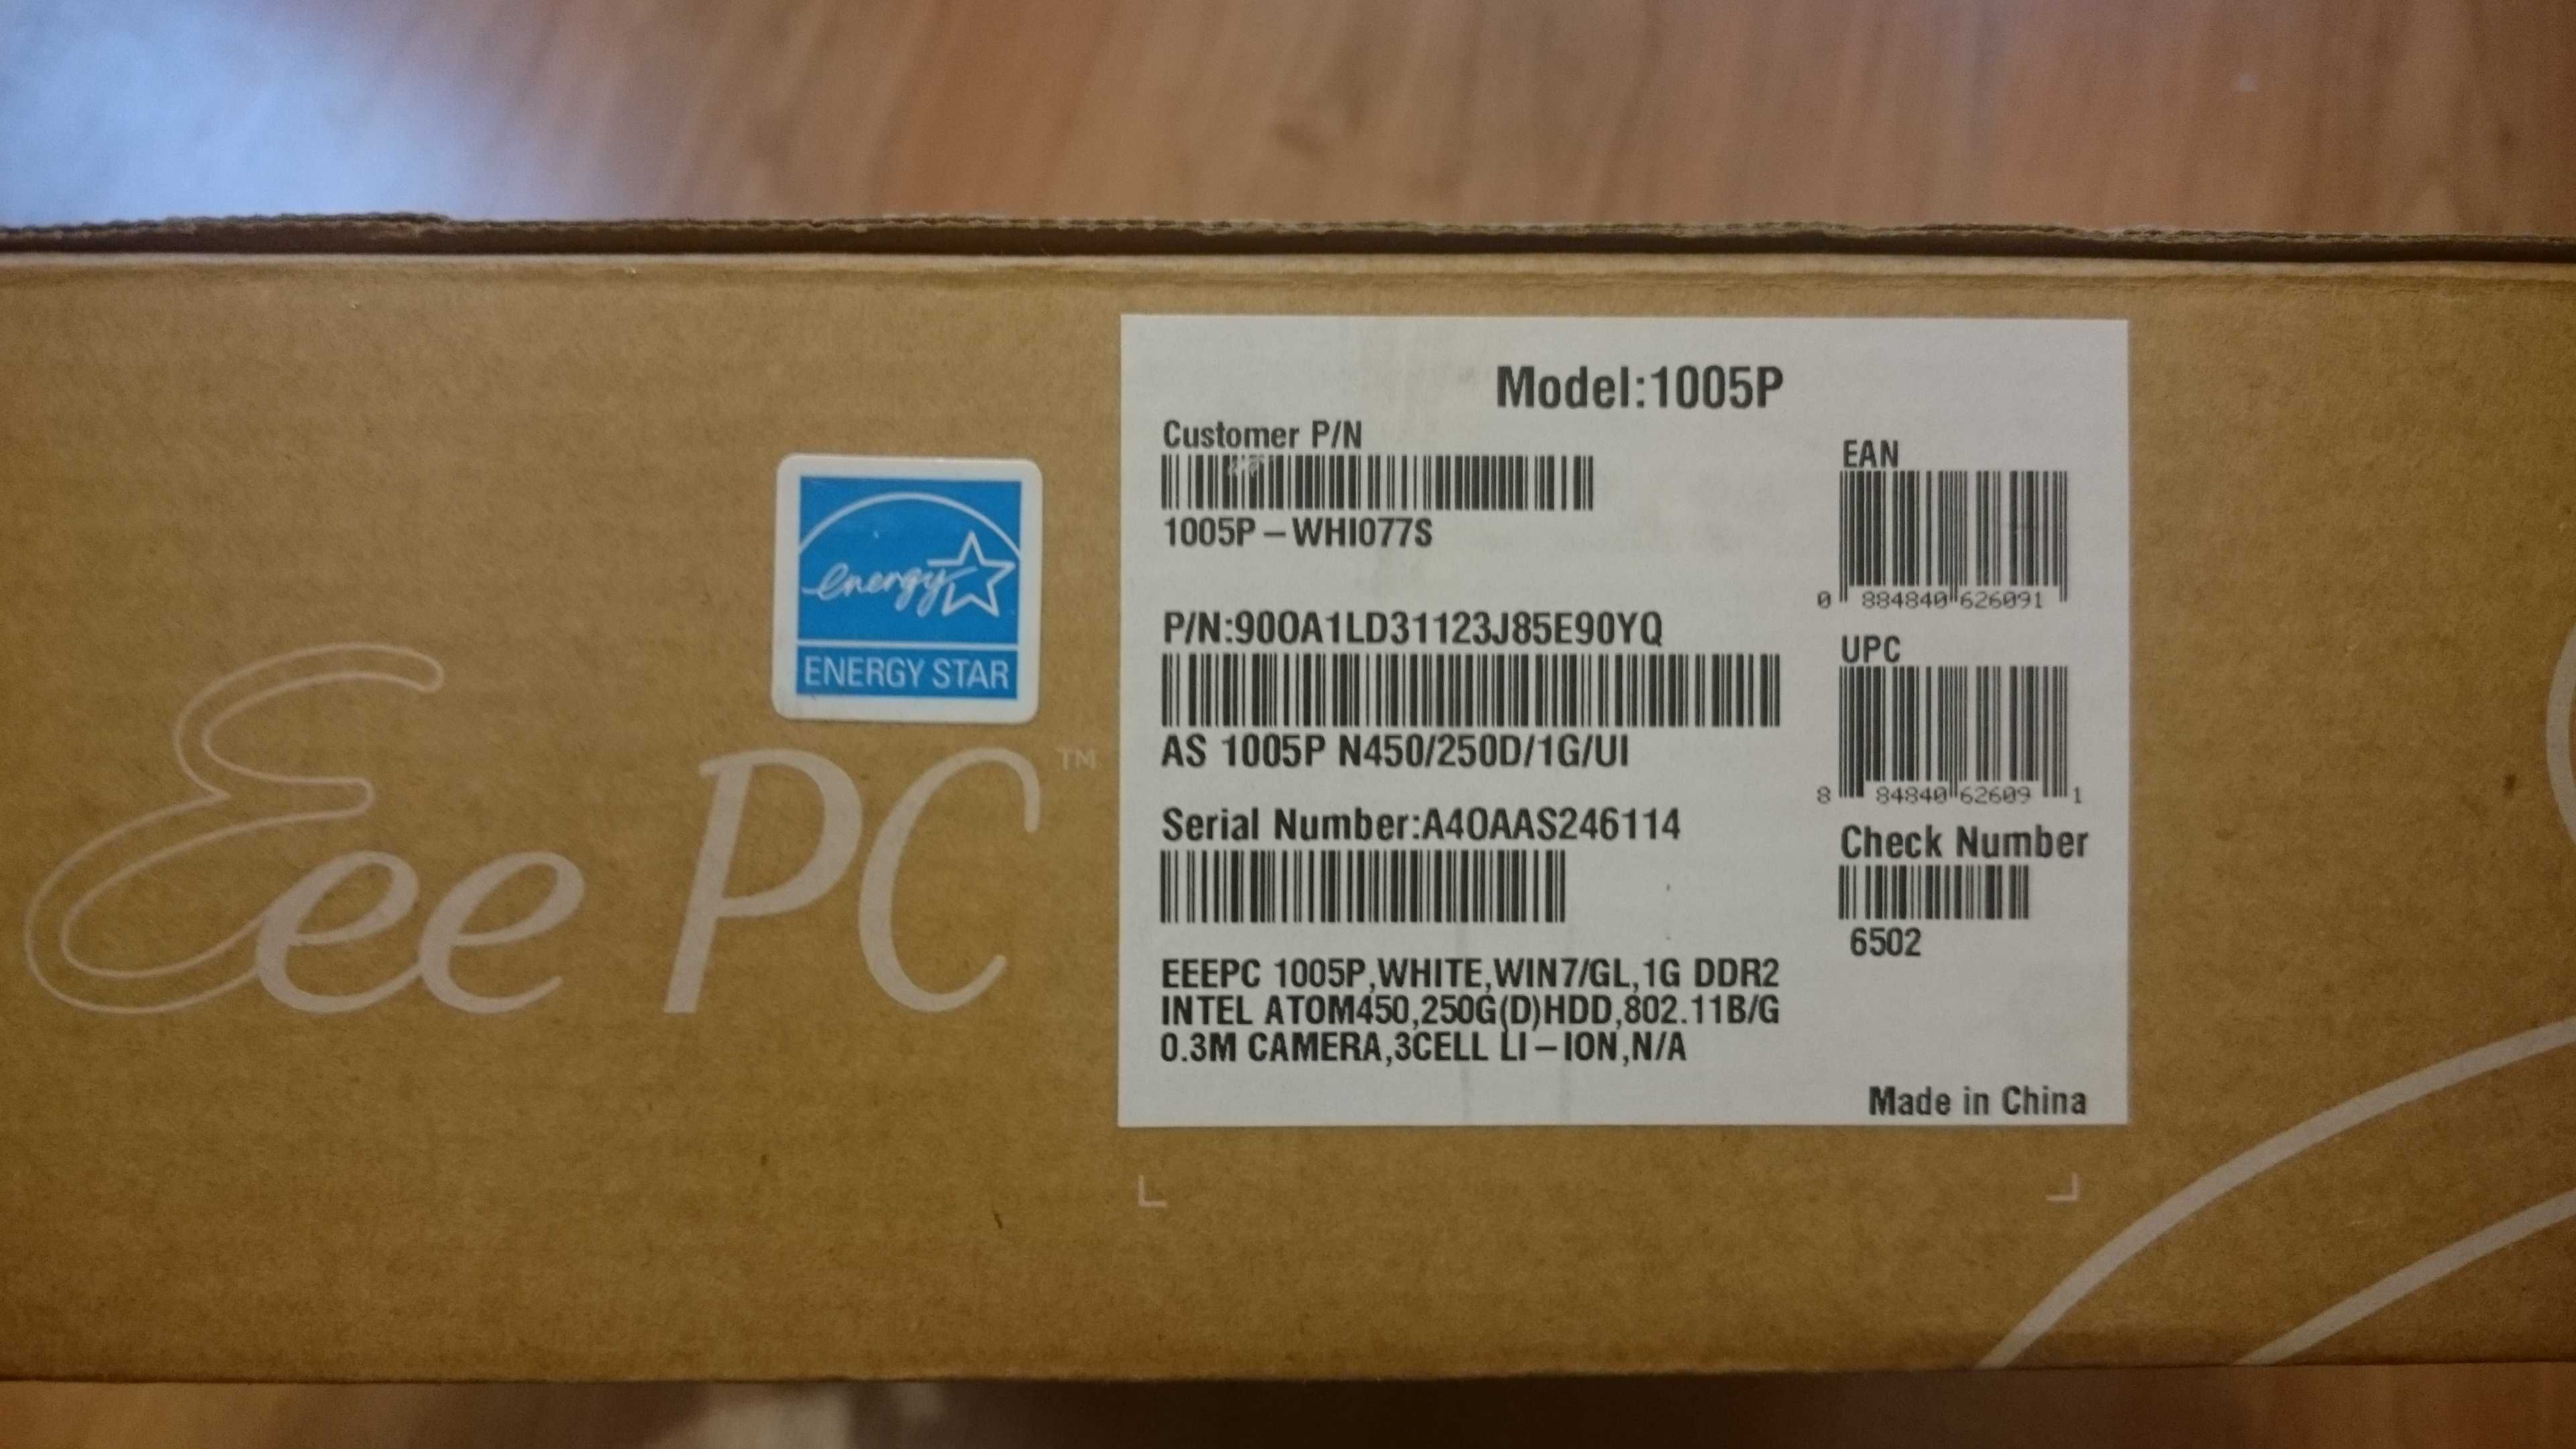 energy
ENERGY STAR
Eee PC™
Model:1005P
Customer P/N
1005P-WHI077S
P/N:90OA1LD31123J85E90YQ
AS 1005P N450/250D/1G/UI
Serial Number:A4OAAS246114
EEEPC 1005P,WHITE,WIN7/GL,1G DDR2
INTEL ATOM450,250G(D)HDD,802.11B/G
0.3M CAMERA,3CELL LI-ION,N/A
EAN
0 884840 626091
UPC
8 84840 62609 1
Check Number
6502
Made in China